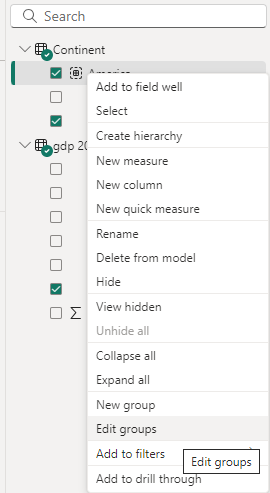 Search
Continent
America
Add to field well
Select
Create hierarchy
gdp 20
New measure
New column
New quick measure
Rename
Delete from model
Hide
View hidden
Unhide all
Collapse all
Expand all
New group
Edit groups
Add to filters
Edit groups
Add to drill through